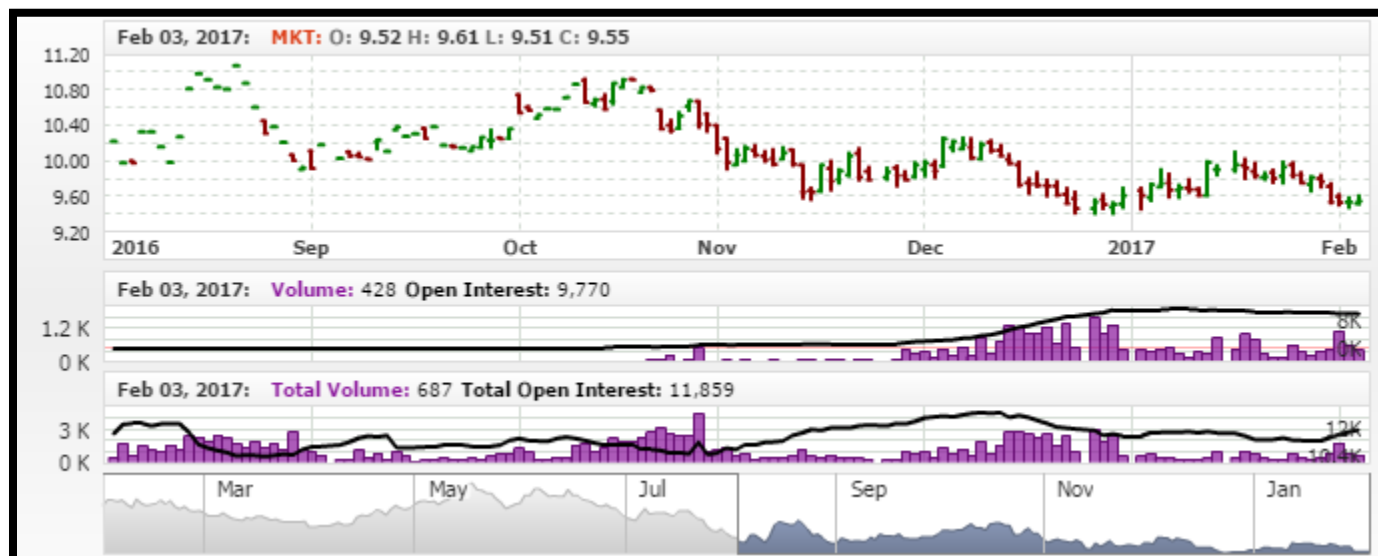 Feb 03, 2017: MKT: O: 9.52 H: 9.61 L: 9.51 C: 9.55
11.20
10.80
10.40
10.00
9.60
9.20
2016 Sep Oct Nov Dec 2017 Feb
Feb 03, 2017: Volume: 428 Open Interest: 9,770
1.2 K
0 K
8K
0K
Feb 03, 2017: Total Volume: 687 Total Open Interest: 11,859
3 K
0 K
12K
10.4K
Mar May Jul Sep Nov Jan